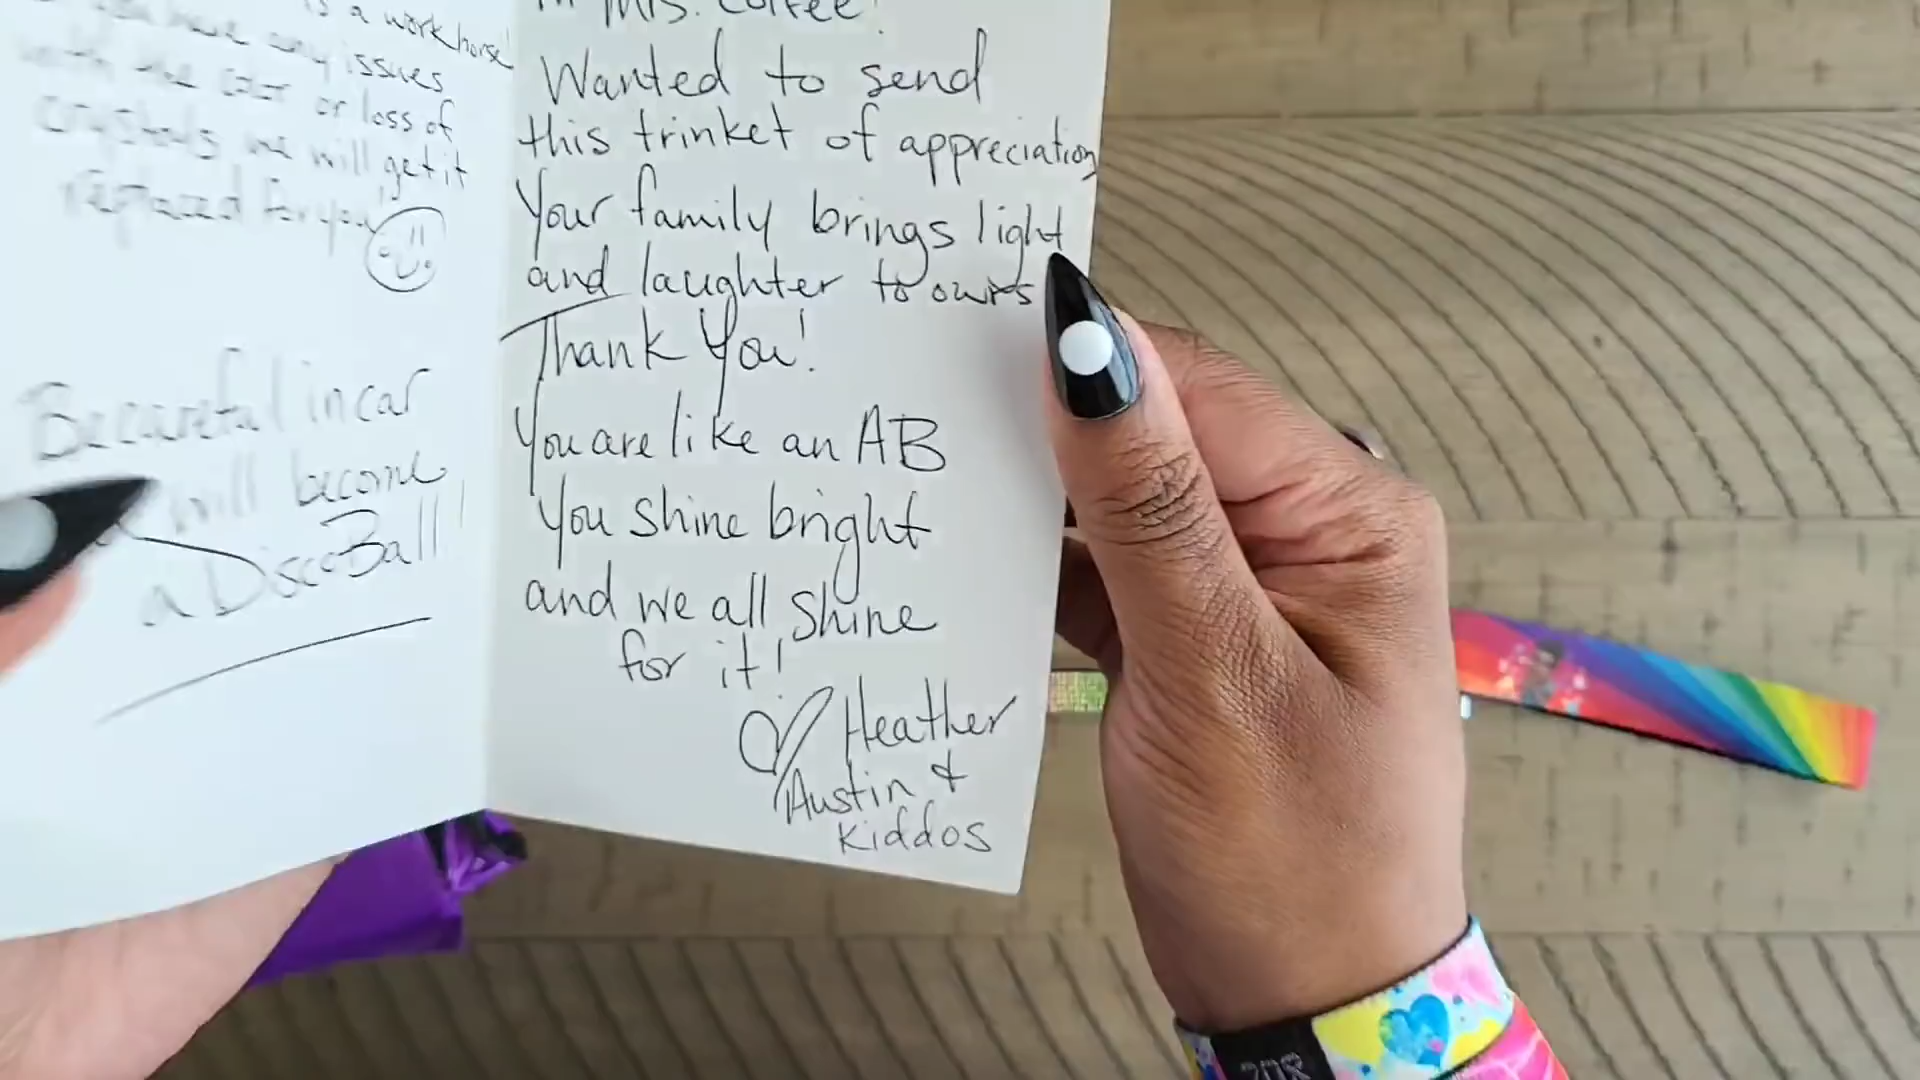 is a workhorse!
have any issues
with the color or loss of
crystals we will get it
replaced for you!
Be careful in car
will become
a Disco Ball!
Mrs. Coffee!
Wanted to send
this trinket of appreciation
Your family brings light
and laughter to ours
Thank You!
You are like an AB
You shine bright
and we all shine
for it!
Heather
Austin &
Kiddos